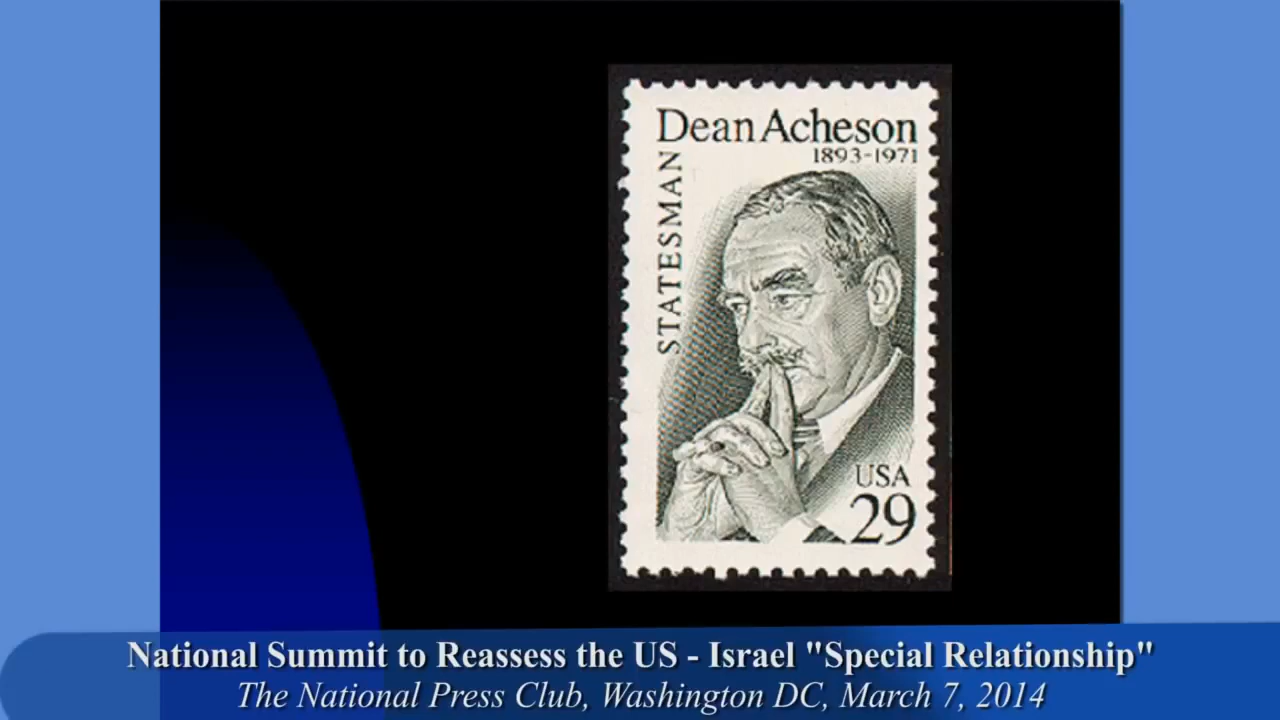 Dean Acheson
1893-1971
STATESMAN
USA
29
National Summit to Reassess the US - Israel "Special Relationship"
The National Press Club, Washington DC, March 7, 2014